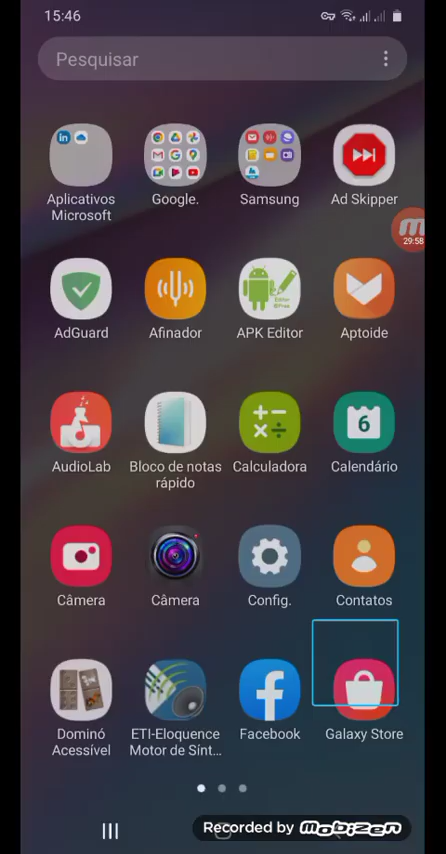 15:46
Pesquisar
Aplicativos
Microsoft
Google.
Samsung
Ad Skipper
29:58
AdGuard
Afinador
APK Editor
Aptoide
AudioLab
Bloco de notas
rápido
Calculadora
6
Calendário
Câmera
Câmera
Config.
Contatos
Dominó
Acessível
ETI-Eloquence
Motor de Sínt...
Facebook
Galaxy Store
Recorded by Mobizen